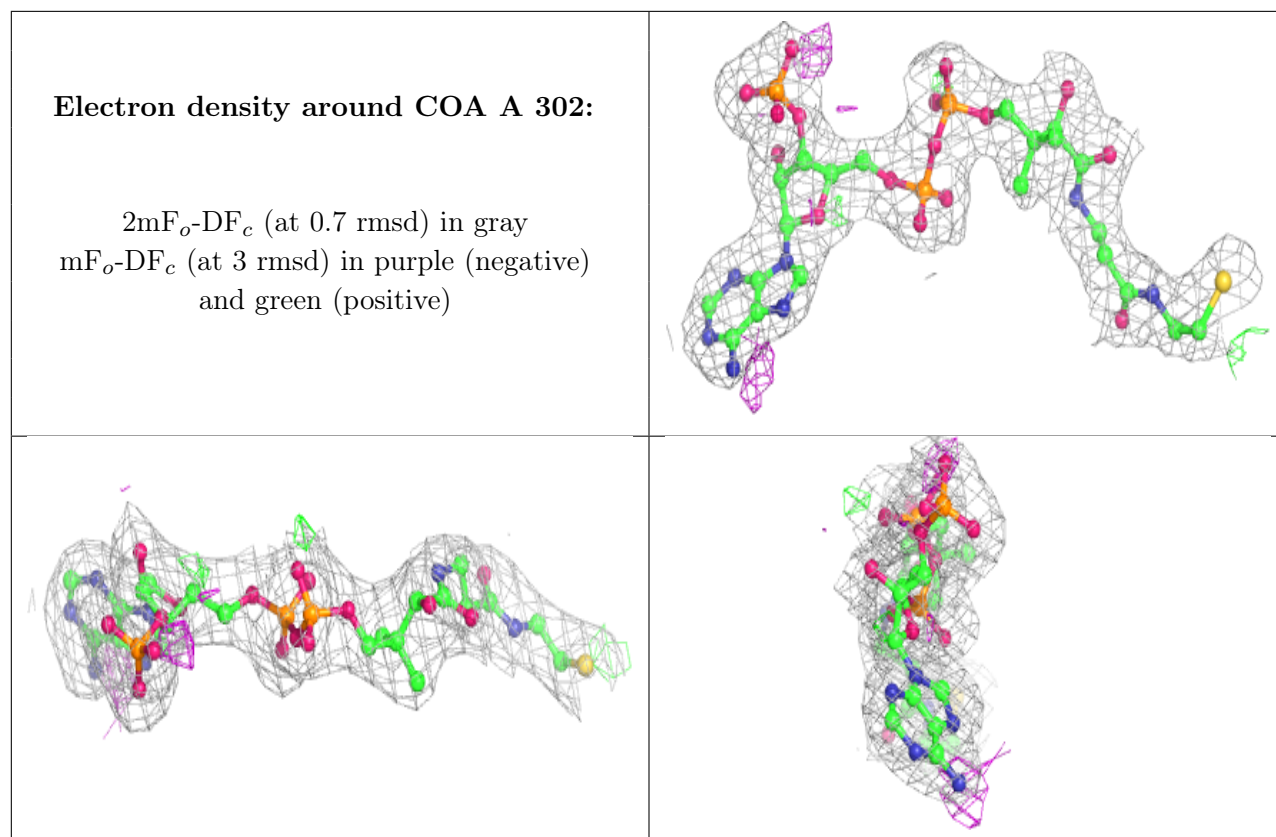 Electron density around COA A 302:
2mFo-DFc (at 0.7 rmsd) in gray
mFo-DFc (at 3 rmsd) in purple (negative)
and green (positive)